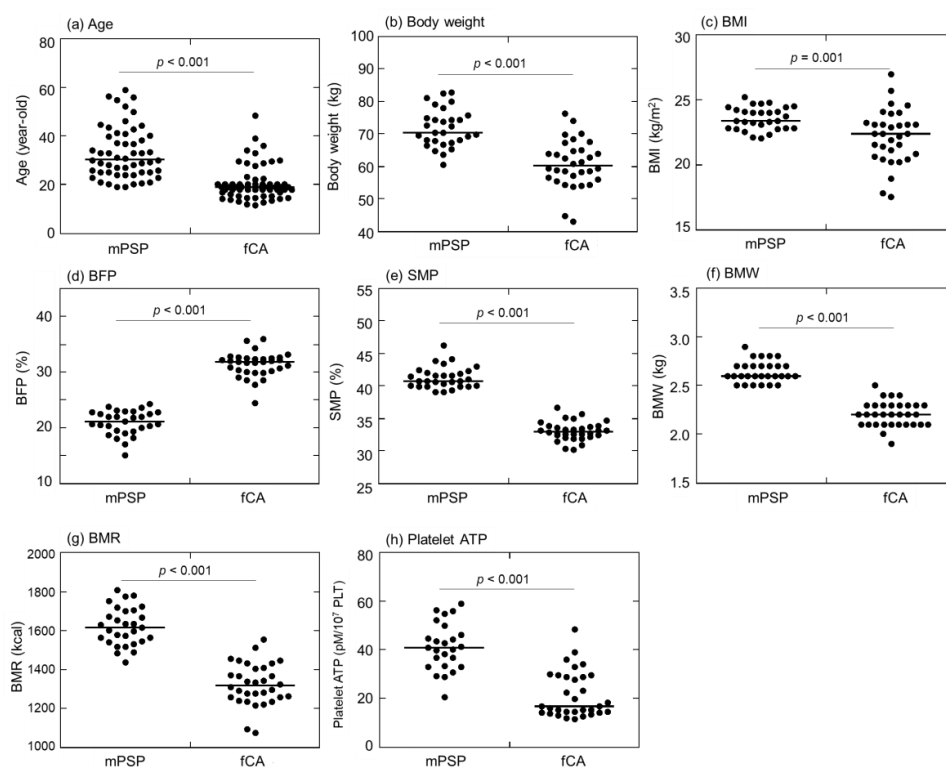 (a) Age
80
60
40
20
0
Age (year-old)
p < 0.001
mPSP
fCA
(b) Body weight
100
90
80
70
60
50
40
Body weight (kg)
p < 0.001
mPSP
fCA
(c) BMI
30
25
20
15
BMI (kg/m²)
p = 0.001
mPSP
fCA
(d) BFP
40
30
20
10
BFP (%)
p < 0.001
mPSP
fCA
(e) SMP
55
50
45
40
35
30
25
SMP (%)
p < 0.001
mPSP
fCA
(f) BMW
3.5
3.0
2.5
2.0
1.5
BMW (kg)
p < 0.001
mPSP
fCA
(g) BMR
2000
1800
1600
1400
1200
1000
BMR (kcal)
p < 0.001
mPSP
fCA
(h) Platelet ATP
80
60
40
20
0
Platelet ATP (pM/10⁷ PLT)
p < 0.001
mPSP
fCA